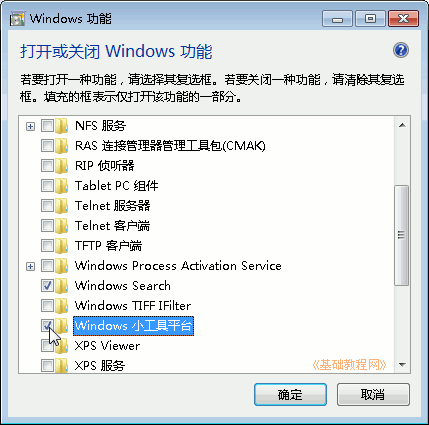 Windows 功能
打开或关闭 Windows 功能
若要打开一种功能，请选择其复选框。若要关闭一种功能，请清除其复选
框。填充的框表示仅打开该功能的一部分。
NFS 服务
RAS 连接管理器管理工具包(CMAK)
RIP 侦听器
Tablet PC 组件
Telnet 服务器
Telnet 客户端
TFTP 客户端
Windows Process Activation Service
Windows Search
Windows TIFF IFilter
Windows 小工具平台
XPS Viewer
XPS 服务
《基础教程网》
确定 取消